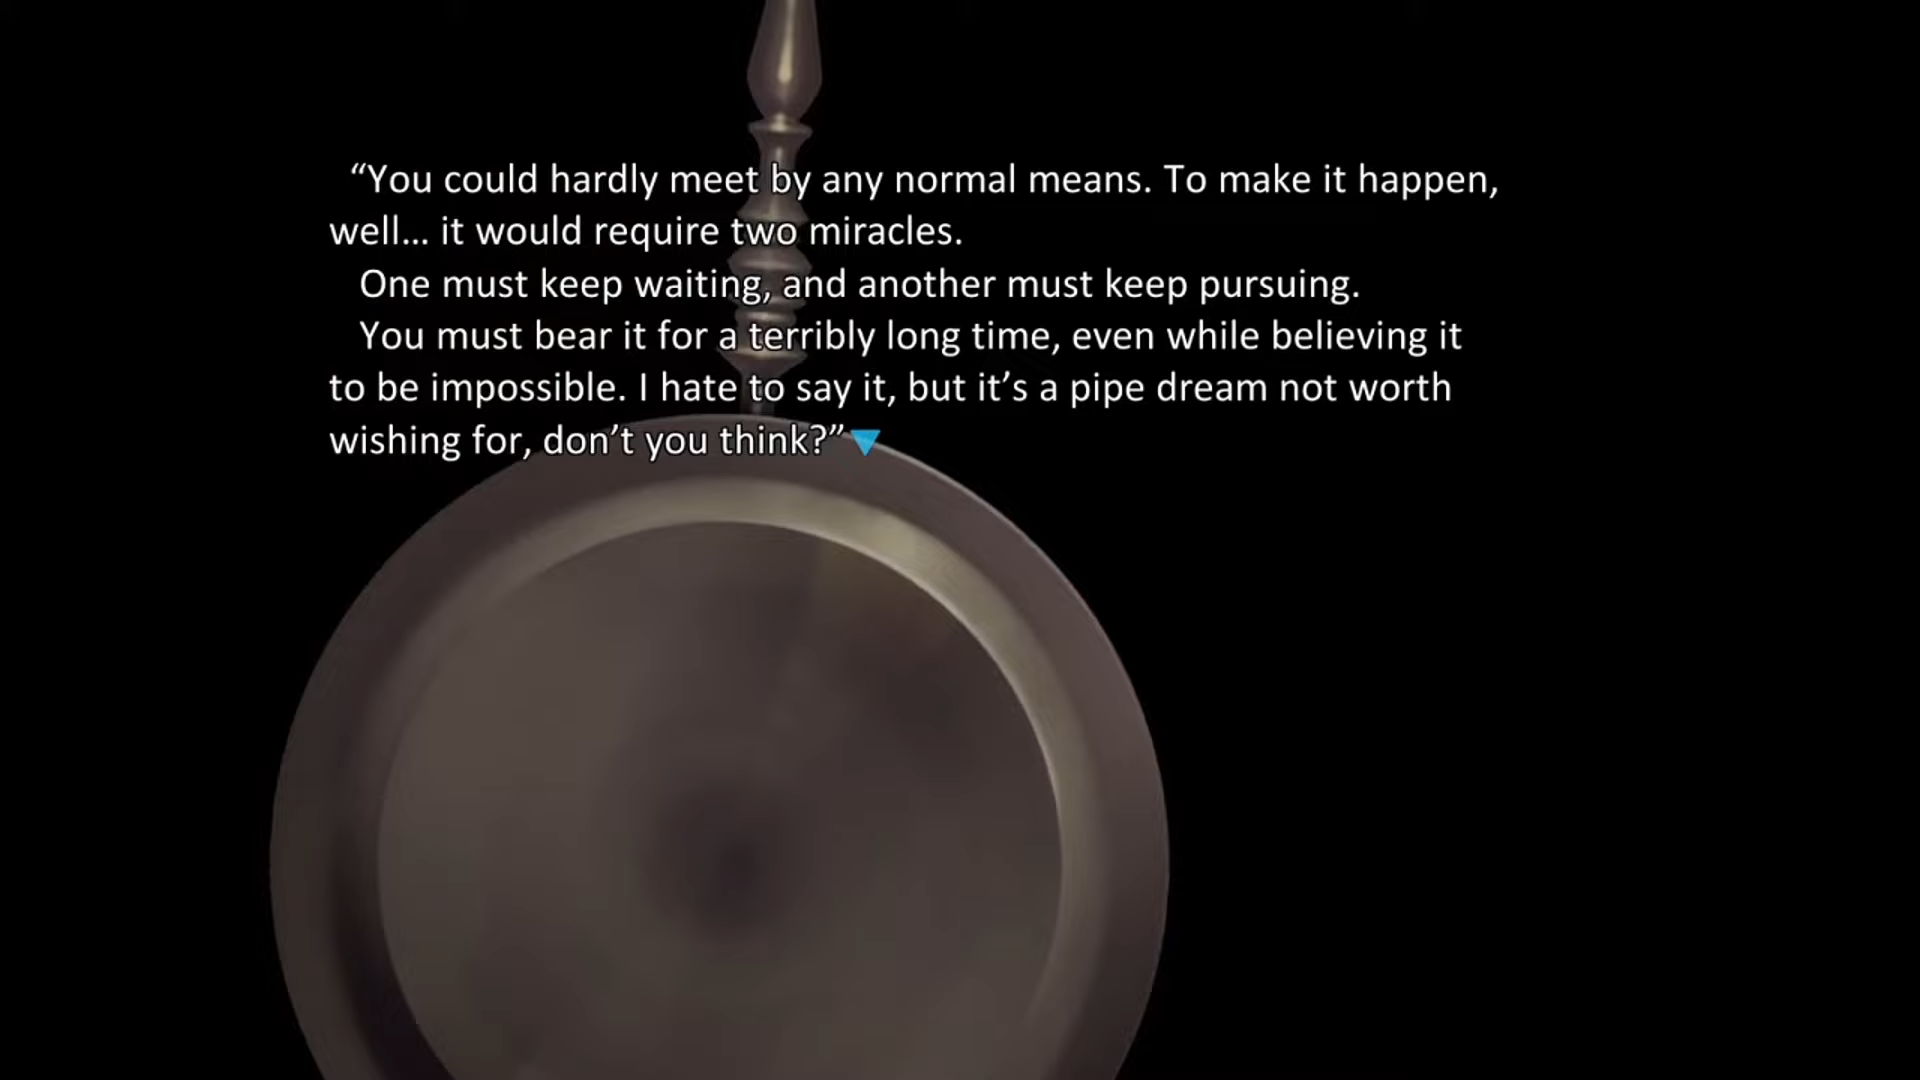 “You could hardly meet by any normal means. To make it happen,
well... it would require two miracles.
One must keep waiting, and another must keep pursuing.
You must bear it for a terribly long time, even while believing it
to be impossible. I hate to say it, but it’s a pipe dream not worth
wishing for, don’t you think?”